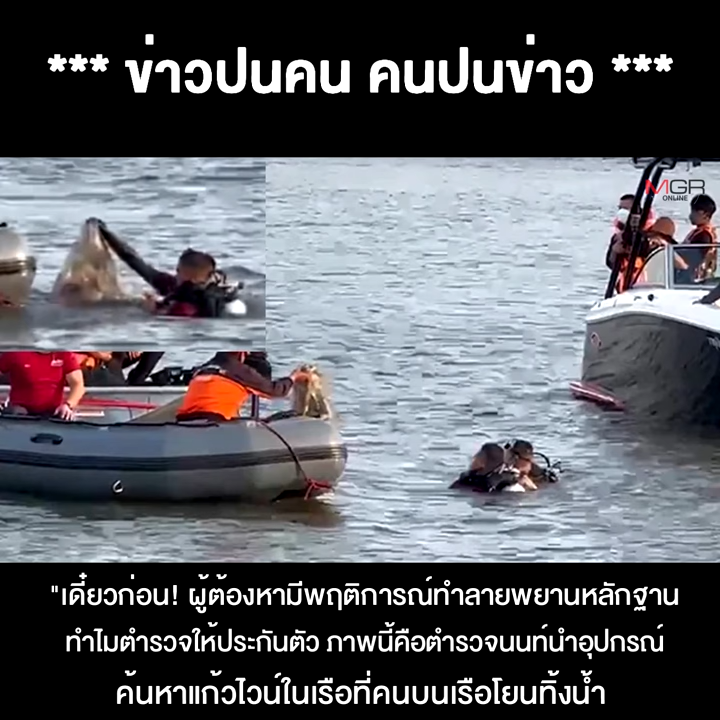 *** ข่าวปนคน คนปนข่าว ***
MGR
ONLINE
"เดี๋ยวก่อน! ผู้ต้องหามีพฤติการณ์ทำลายพยานหลักฐาน
ทำไมตำรวจให้ประกันตัว ภาพนี้คือตำรวจนนท์นำอุปกรณ์
ค้นหาแก้วไวน์ในเรือที่คนบนเรือโยนทิ้งน้ำ